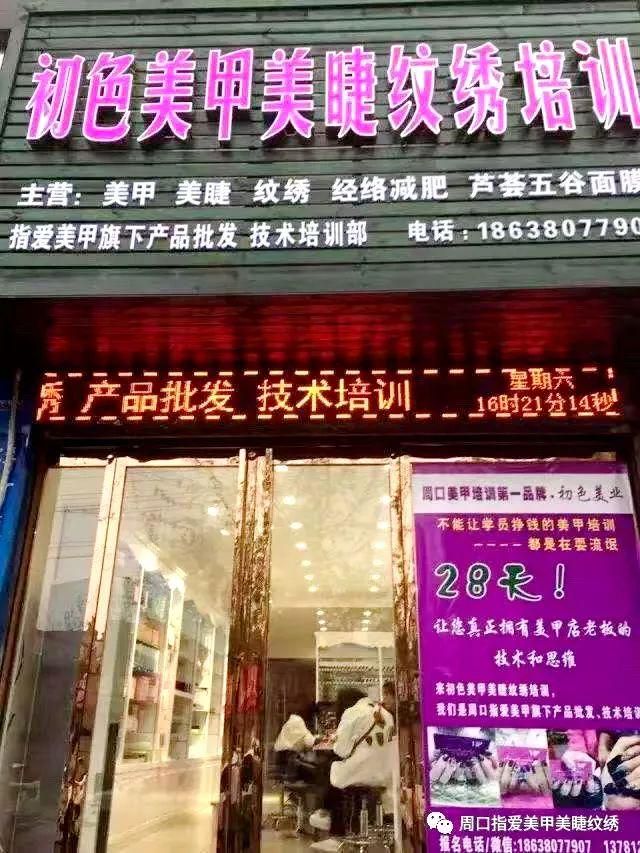 初色美甲美睫纹绣培训
主营: 美甲 美睫 纹绣 经络减肥 芦荟五谷面膜
指爱美甲旗下产品批发 技术培训部 电话:1863807790
绣 产品批发 技术培训
星期六
16时21分14秒
周口美甲培训第一品牌·初色美业
不能让学员挣钱的美甲培训
----都是在耍流氓
28天!
让您真正拥有美甲店老板的
技术和思维
来初色美甲美睫纹绣培训,
我们是周口指爱美甲旗下产品批发、技术培训
报名电话/微信:18638077907 13781
周口指爱美甲美睫纹绣